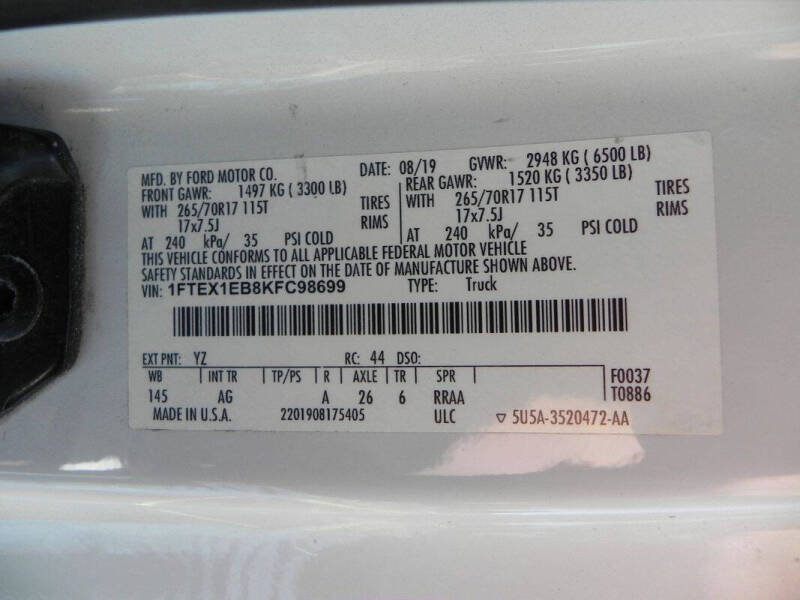 MFD. BY FORD MOTOR CO. DATE: 08/19 GVWR: 2948 KG ( 6500 LB)
FRONT GAWR: 1497 KG ( 3300 LB) REAR GAWR: 1520 KG ( 3350 LB)
WITH 265/70R17 115T TIRES WITH 265/70R17 115T TIRES
17x7.5J RIMS 17x7.5J RIMS
AT 240 kPa/ 35 PSI COLD AT 240 kPa/ 35 PSI COLD
THIS VEHICLE CONFORMS TO ALL APPLICABLE FEDERAL MOTOR VEHICLE
SAFETY STANDARDS IN EFFECT ON THE DATE OF MANUFACTURE SHOWN ABOVE.
VIN: 1FTEX1EB8KFC98699 TYPE: Truck
EXT PNT: YZ RC: 44 DSO:
WB INT TR TP/PS R AXLE TR SPR F0037
145 AG A 26 6 RRAA T0886
MADE IN U.S.A. 2201908175405 ULC ▽ 5U5A-3520472-AA